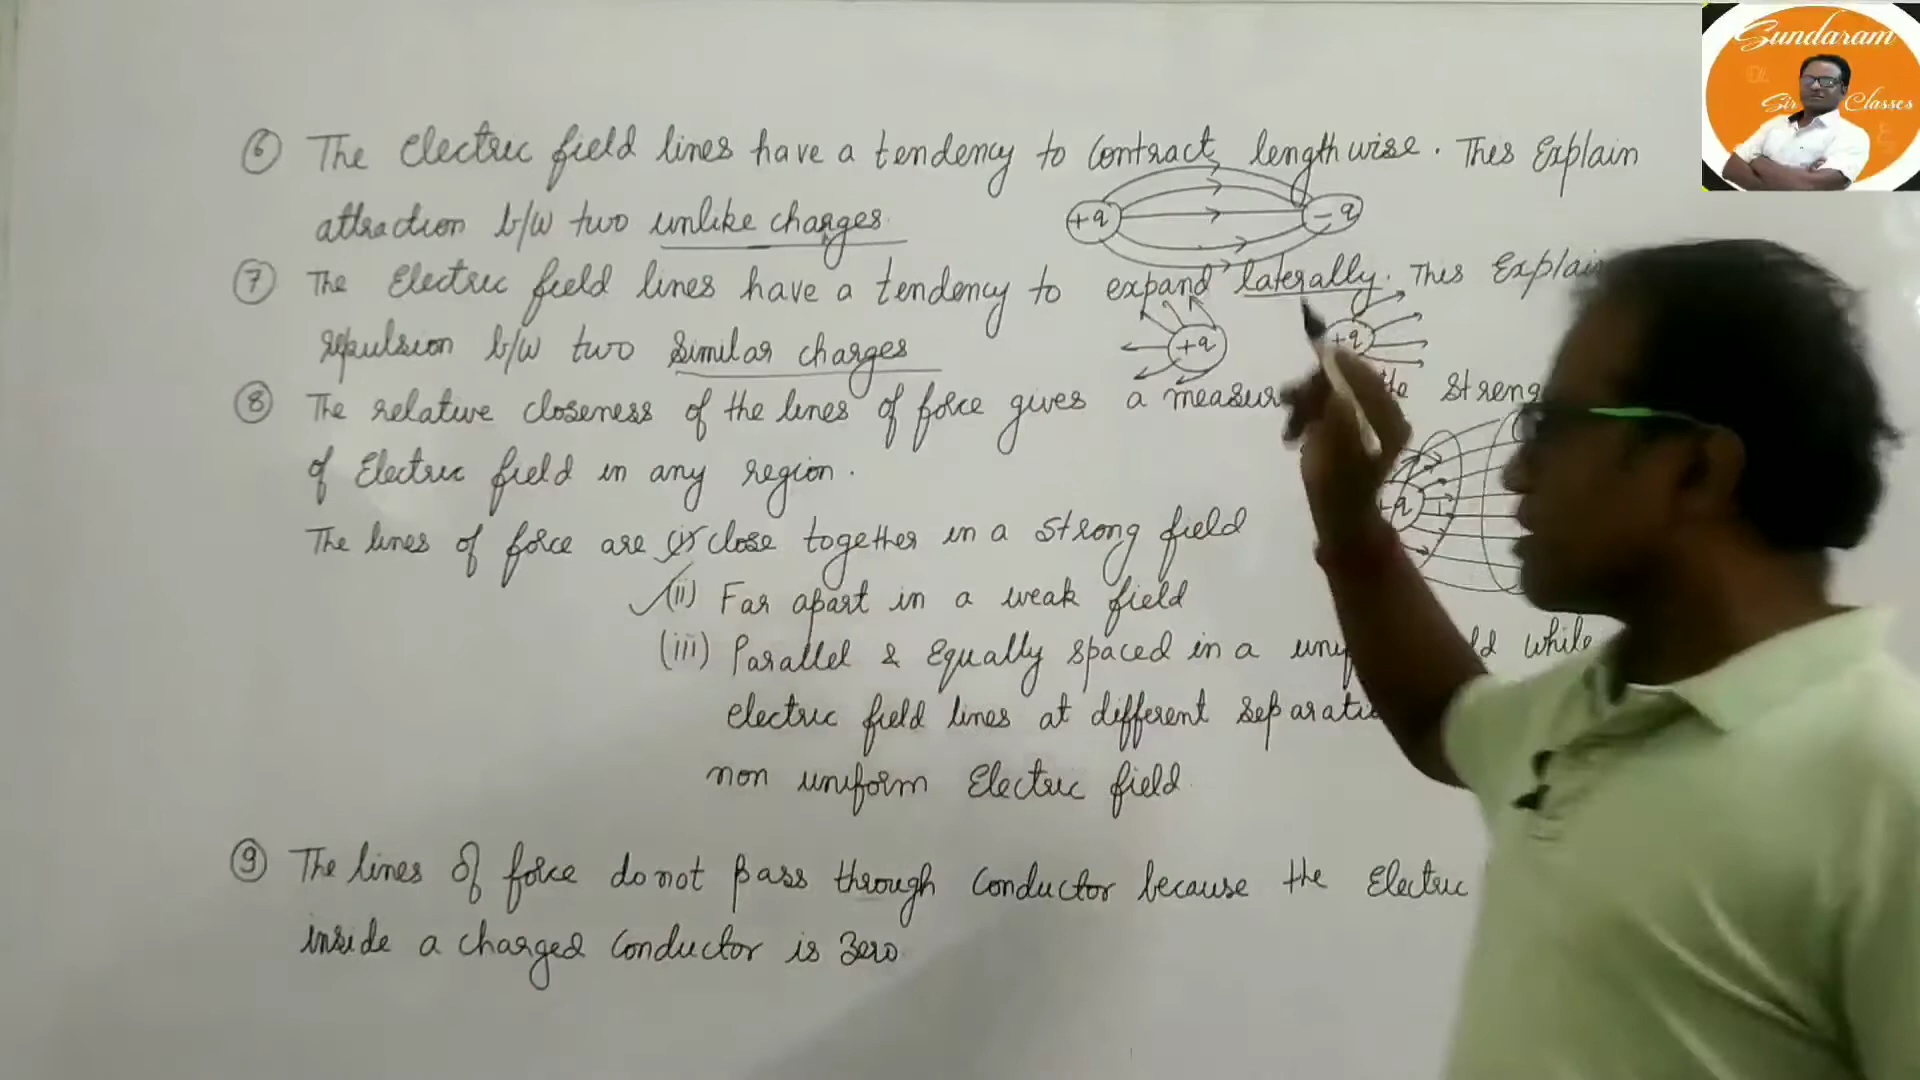 Sundaram
Sir Classes
⑥ The Electric field lines have a tendency to contract lengthwise. This Explain
attraction b/w two unlike charges.
+q
-q
⑦ The Electric field lines have a tendency to expand laterally. This
repulsion b/w two Similar charges
+q
+q
⑧ The relative closeness of the lines of force gives a the
of Electric field in any region.
q
The lines of force are (i) close together in a strong field
(ii) Far apart in a weak field
(iii) Parallel & Equally spaced in a while
electric field lines at different
non uniform Electric field.
⑨ The lines of force do not pass through Conductor because the Electric
inside a charged Conductor is Zero.